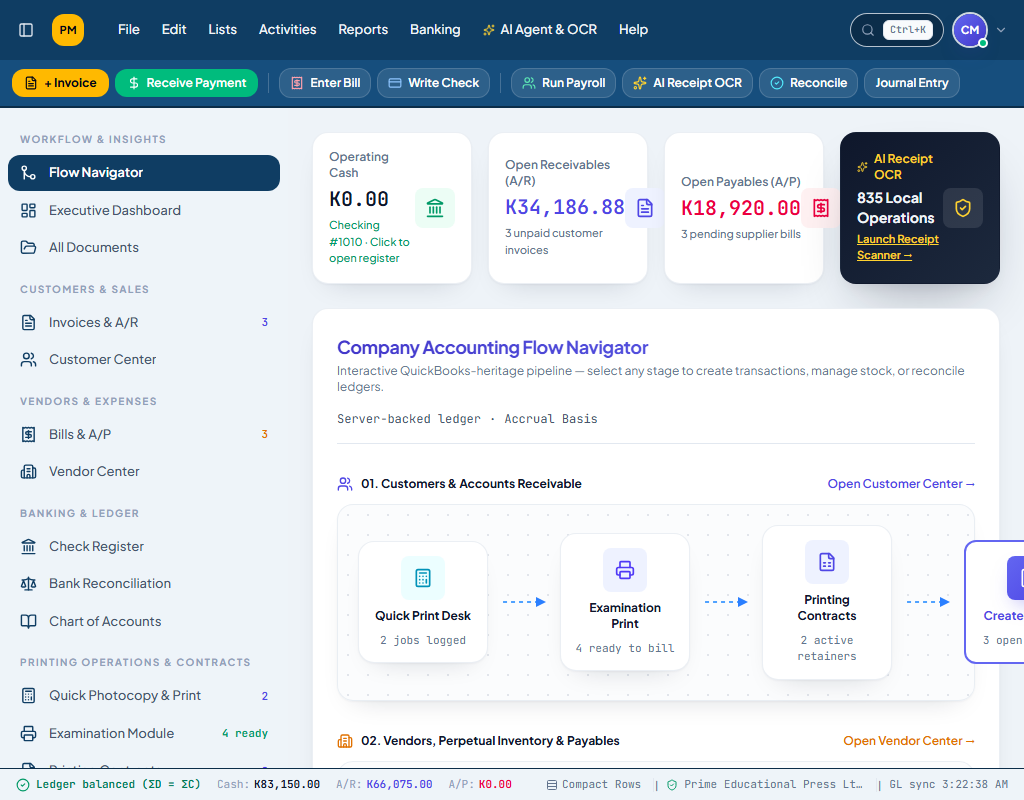 PM File Edit Lists Activities Reports Banking AI Agent & OCR Help Ctrl+K CM
+ Invoice Receive Payment Enter Bill Write Check Run Payroll AI Receipt OCR Reconcile Journal Entry
WORKFLOW & INSIGHTS
Flow Navigator
Executive Dashboard
All Documents
CUSTOMERS & SALES
Invoices & A/R 3
Customer Center
VENDORS & EXPENSES
Bills & A/P 3
Vendor Center
BANKING & LEDGER
Check Register
Bank Reconciliation
Chart of Accounts
PRINTING OPERATIONS & CONTRACTS
Quick Photocopy & Print 2
Examination Module 4 ready
Operating
Cash
K0.00
Checking
#1010 · Click to
open register
Open Receivables
(A/R)
K34,186.88
3 unpaid customer
invoices
Open Payables (A/P)
K18,920.00
3 pending supplier bills
AI Receipt
OCR
835 Local
Operations
Launch Receipt
Scanner →
Company Accounting Flow Navigator
Interactive QuickBooks-heritage pipeline — select any stage to create transactions, manage stock, or reconcile
ledgers.
Server-backed ledger · Accrual Basis
01. Customers & Accounts Receivable Open Customer Center →
Quick Print Desk
2 jobs logged
Examination
Print
4 ready to bill
Printing
Contracts
2 active
retainers
Create
3 open
02. Vendors, Perpetual Inventory & Payables Open Vendor Center →
Ledger balanced (ΣD = ΣC) Cash: K83,150.00 A/R: K66,075.00 A/P: K0.00 Compact Rows | Prime Educational Press Lt… | GL sync 3:22:38 AM